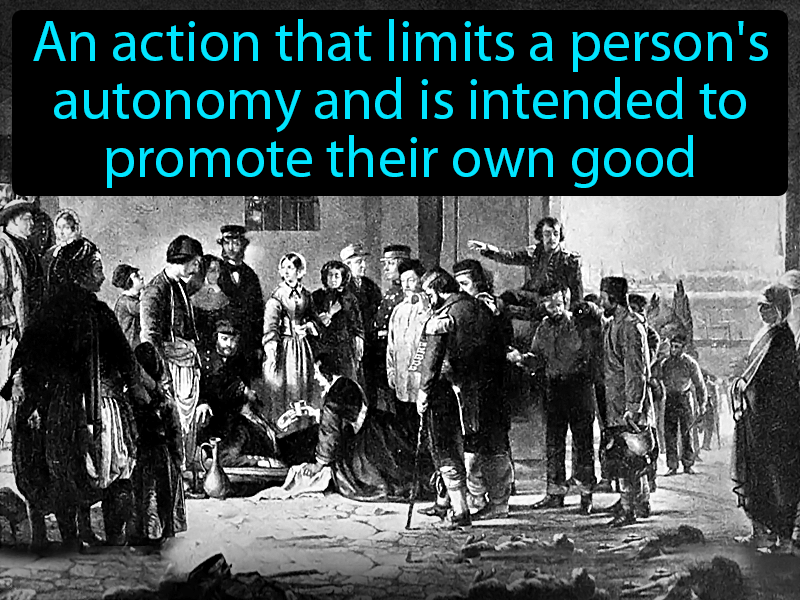 An action that limits a person's
autonomy and is intended to
promote their own good